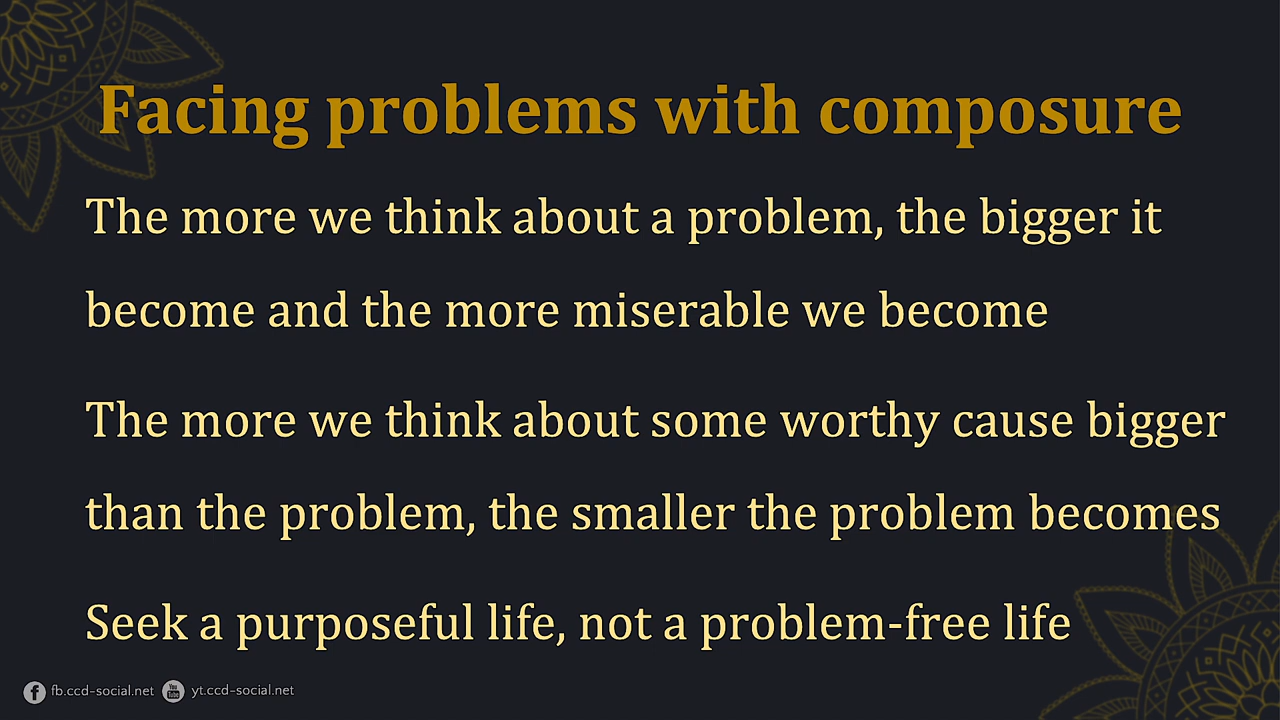 Facing problems with composure
The more we think about a problem, the bigger it
become and the more miserable we become
The more we think about some worthy cause bigger
than the problem, the smaller the problem becomes
Seek a purposeful life, not a problem-free life
fb.ccd-social.net You Tube yt.ccd-social.net